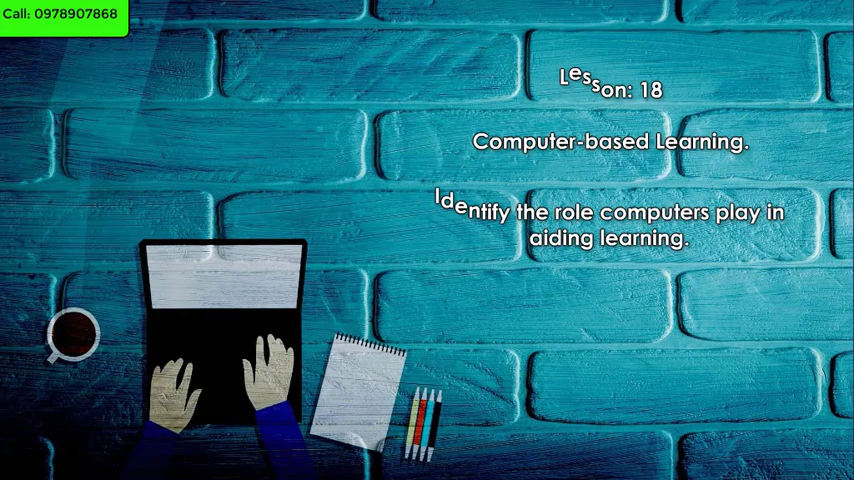 Call: 0978907868
Lesson: 18
Computer-based Learning.
Identify the role computers play in
aiding learning.